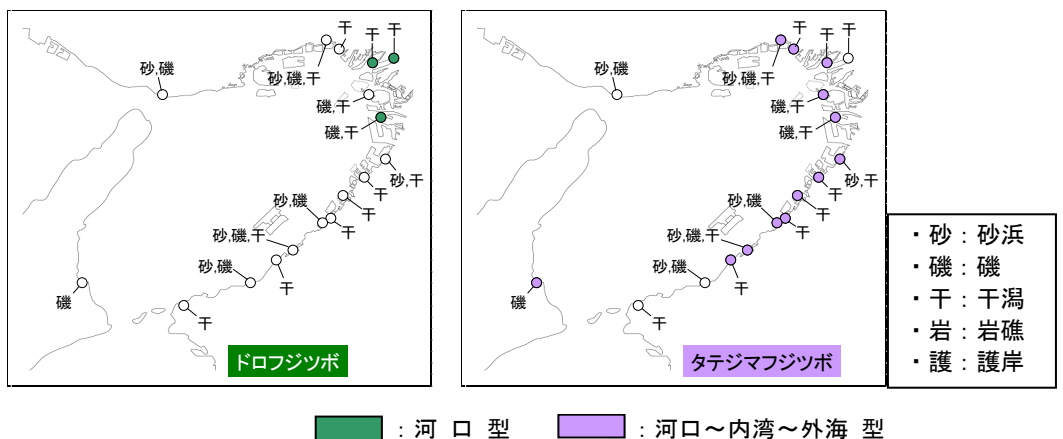 干
干
干
砂,磯
砂,磯,干
磯,干
磯,干
砂,干
干
干
砂,磯
干
砂,磯,干
砂,磯
干
磯
干
ドロフジツボ
干
干
干
砂,磯
砂,磯,干
磯,干
磯,干
砂,干
干
干
砂,磯
干
砂,磯,干
砂,磯
干
磯
干
タテジマフジツボ
・砂：砂浜
・磯：磯
・干：干潟
・岩：岩礁
・護：護岸
：河 口 型
：河口～内湾～外海 型